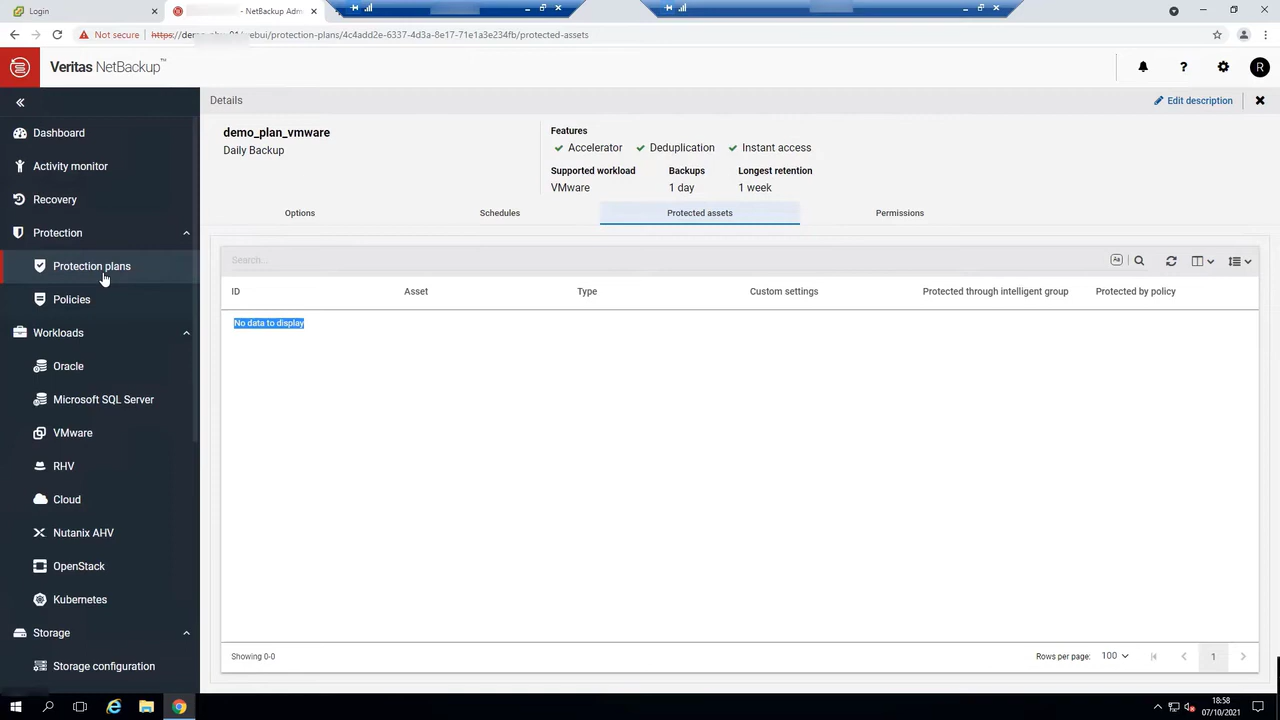 Login
- NetBackup Adm
Not secure
https://dem
ebui/protection-plans/4c4add2e-6337-4d3a-8e17-71e1a3e234fb/protected-assets
Veritas NetBackup™
R
Details
Edit description
Dashboard
Activity monitor
Recovery
Protection
Protection plans
Policies
Workloads
Oracle
Microsoft SQL Server
VMware
RHV
Cloud
Nutanix AHV
OpenStack
Kubernetes
Storage
Storage configuration
demo_plan_vmware
Daily Backup
Features
Accelerator Deduplication Instant access
Supported workload Backups Longest retention
VMware 1 day 1 week
Options Schedules Protected assets Permissions
Search...
Aa
ID Asset Type Custom settings Protected through intelligent group Protected by policy
No data to display
Showing 0-0
Rows per page: 100
1
18:58
07/10/2021